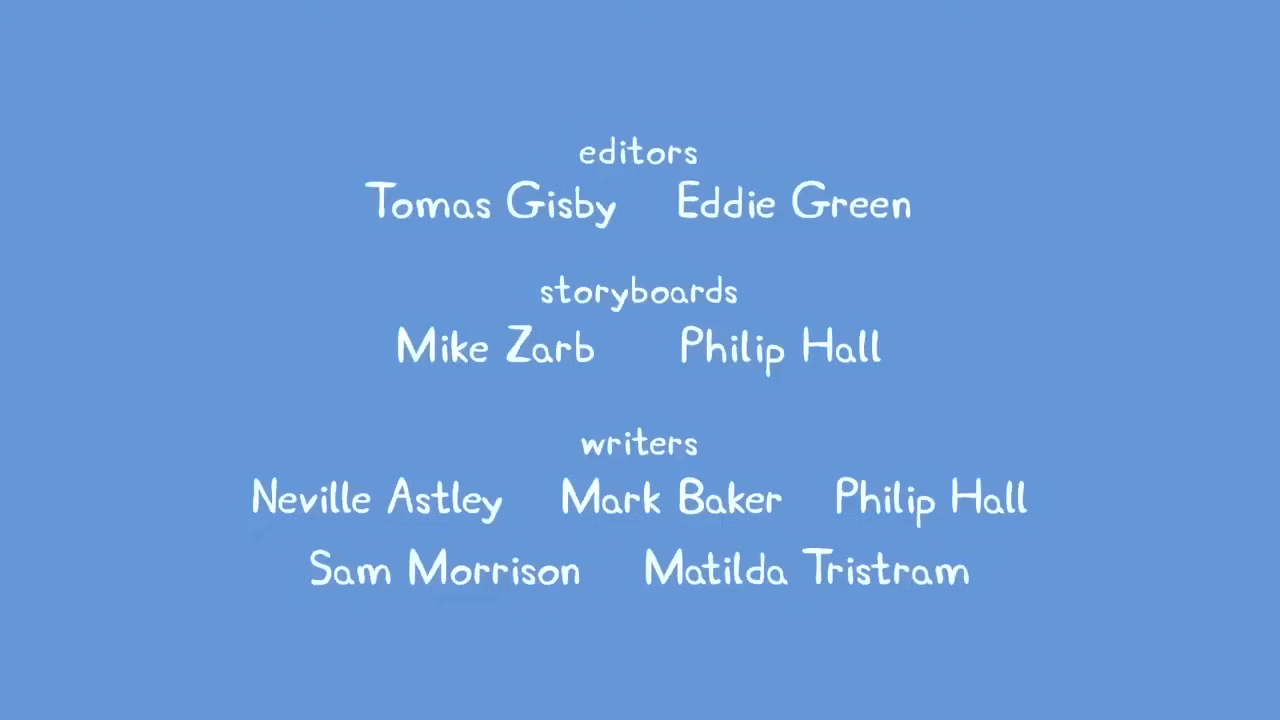 editors
Tomas Gisby Eddie Green
storyboards
Mike Zarb Philip Hall
writers
Neville Astley Mark Baker Philip Hall
Sam Morrison Matilda Tristram